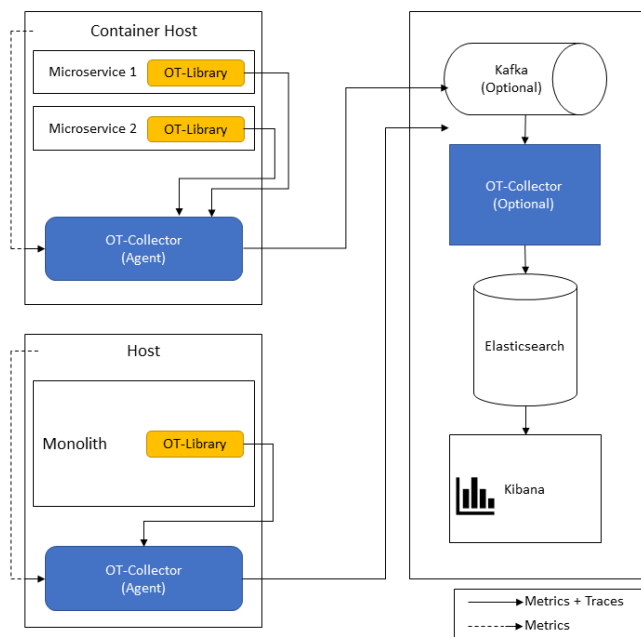 Container Host
Microservice 1
OT-Library
Microservice 2
OT-Library
OT-Collector
(Agent)
Host
Monolith
OT-Library
OT-Collector
(Agent)
Kafka
(Optional)
OT-Collector
(Optional)
Elasticsearch
Kibana
Metrics + Traces
Metrics